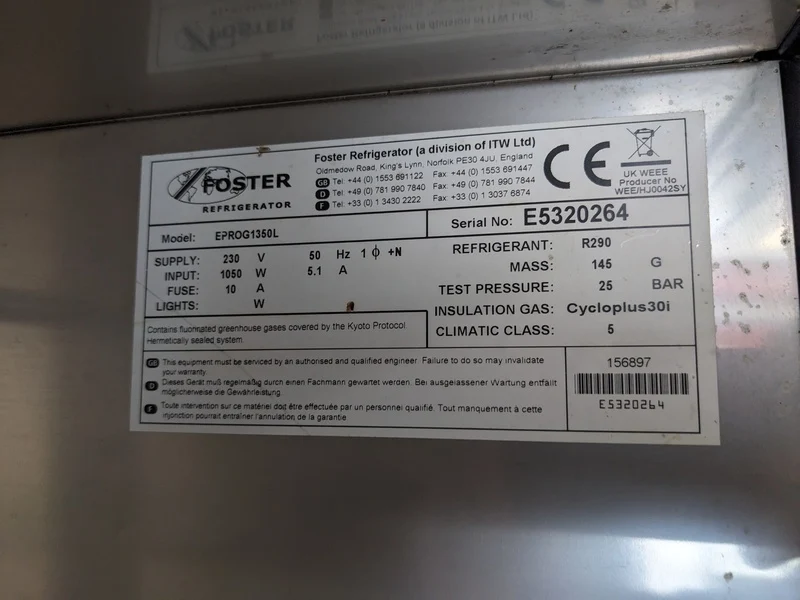 FOSTER
REFRIGERATOR
Foster Refrigerator (a division of ITW Ltd)
Oldmedow Road, King's Lynn, Norfolk PE30 4JU, England
GB Tel: +44 (0) 1553 691122 Fax: +44 (0) 1553 691447
D Tel: +49 (0) 781 990 7840 Fax: +49 (0) 781 990 7844
F Tel: +33 (0) 1 3430 2222 Fax: +33 (0) 1 3037 6874
CE
UK WEEE
Producer No
WEE/HJ0042SY
Model: EPROG1350L
Serial No: E5320264
SUPPLY: 230 V 50 Hz 1 ϕ +N
INPUT: 1050 W 5.1 A
FUSE: 10 A
LIGHTS: W
REFRIGERANT: R290
MASS: 145 G
TEST PRESSURE: 25 BAR
INSULATION GAS: Cycloplus30i
CLIMATIC CLASS: 5
Contains fluorinated greenhouse gases covered by the Kyoto Protocol.
Hermetically sealed system
GB This equipment must be serviced by an authorised and qualified engineer. Failure to do so may invalidate
your warranty.
D Dieses Gerät muß regelmäßig durch einen Fachmann gewartet werden. Bei ausgelassener Wartung entfällt
möglicherweise die Gewährleistung.
F Toute intervention sur ce matériel doit être effectuée par un personnel qualifié. Tout manquement à cette
injonction pourrait entraîner l'annulation de la garantie
156897
E5320264